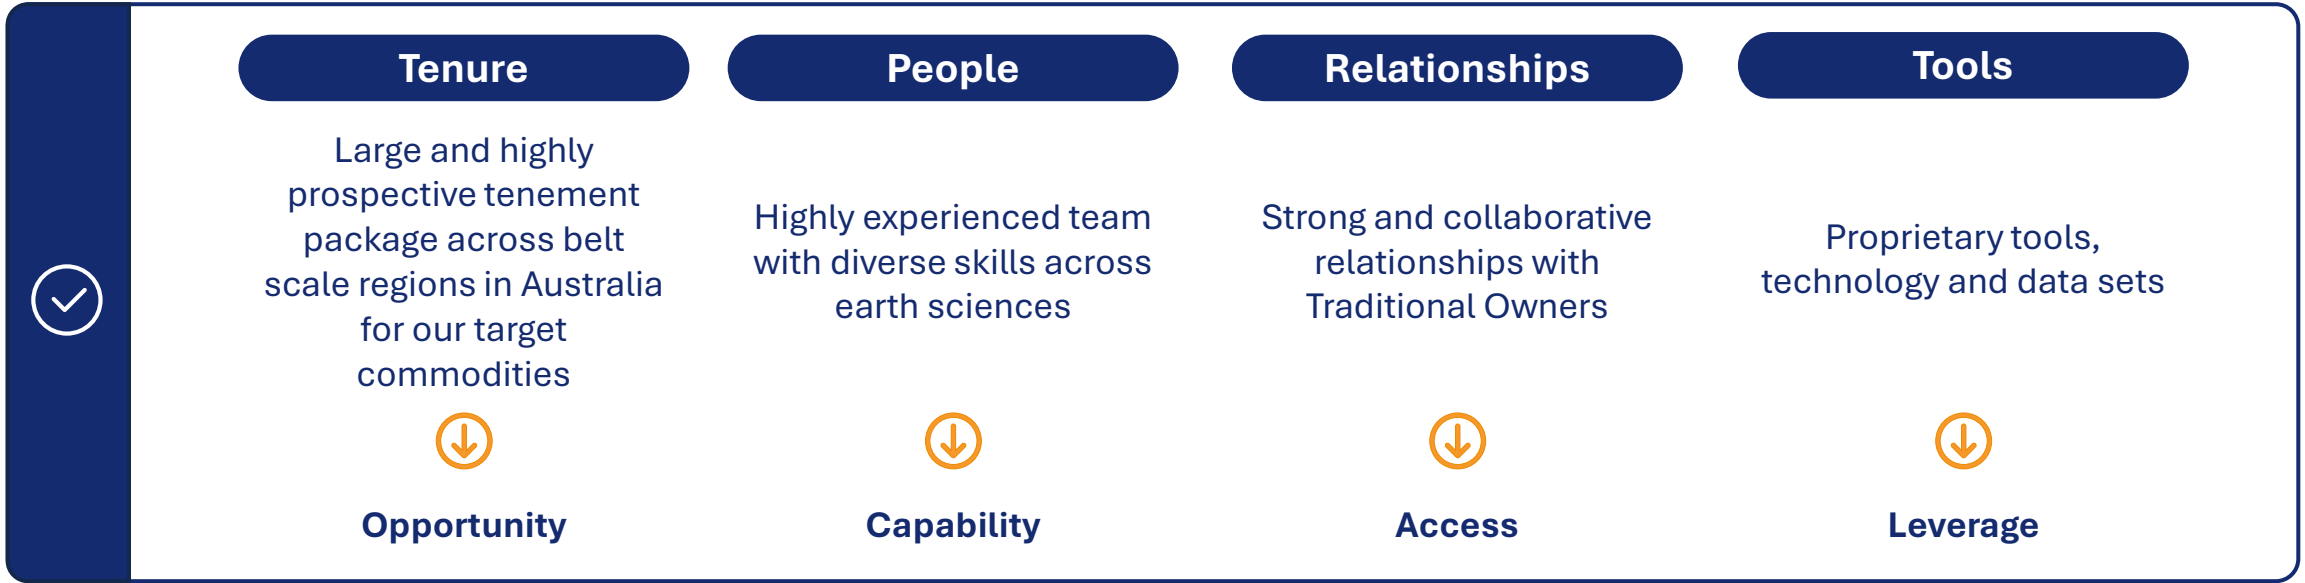 Tenure
Large and highly
prospective tenement
package across belt
scale regions in Australia
for our target
commodities
Opportunity
People
Highly experienced team
with diverse skills across
earth sciences
Capability
Relationships
Strong and collaborative
relationships with
Traditional Owners
Access
Tools
Proprietary tools,
technology and data sets
Leverage